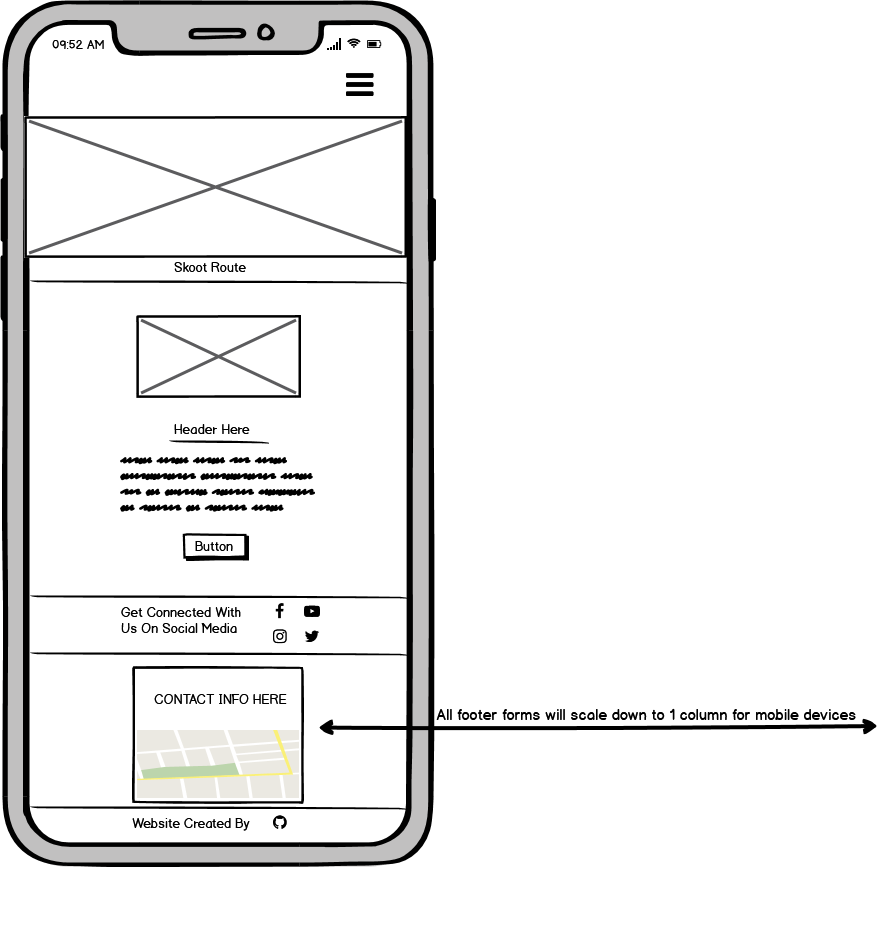 09:52 AM
Skoot Route
Header Here
Button
Get Connected With
Us On Social Media
CONTACT INFO HERE
All footer forms will scale down to 1 column for mobile devices
Website Created By